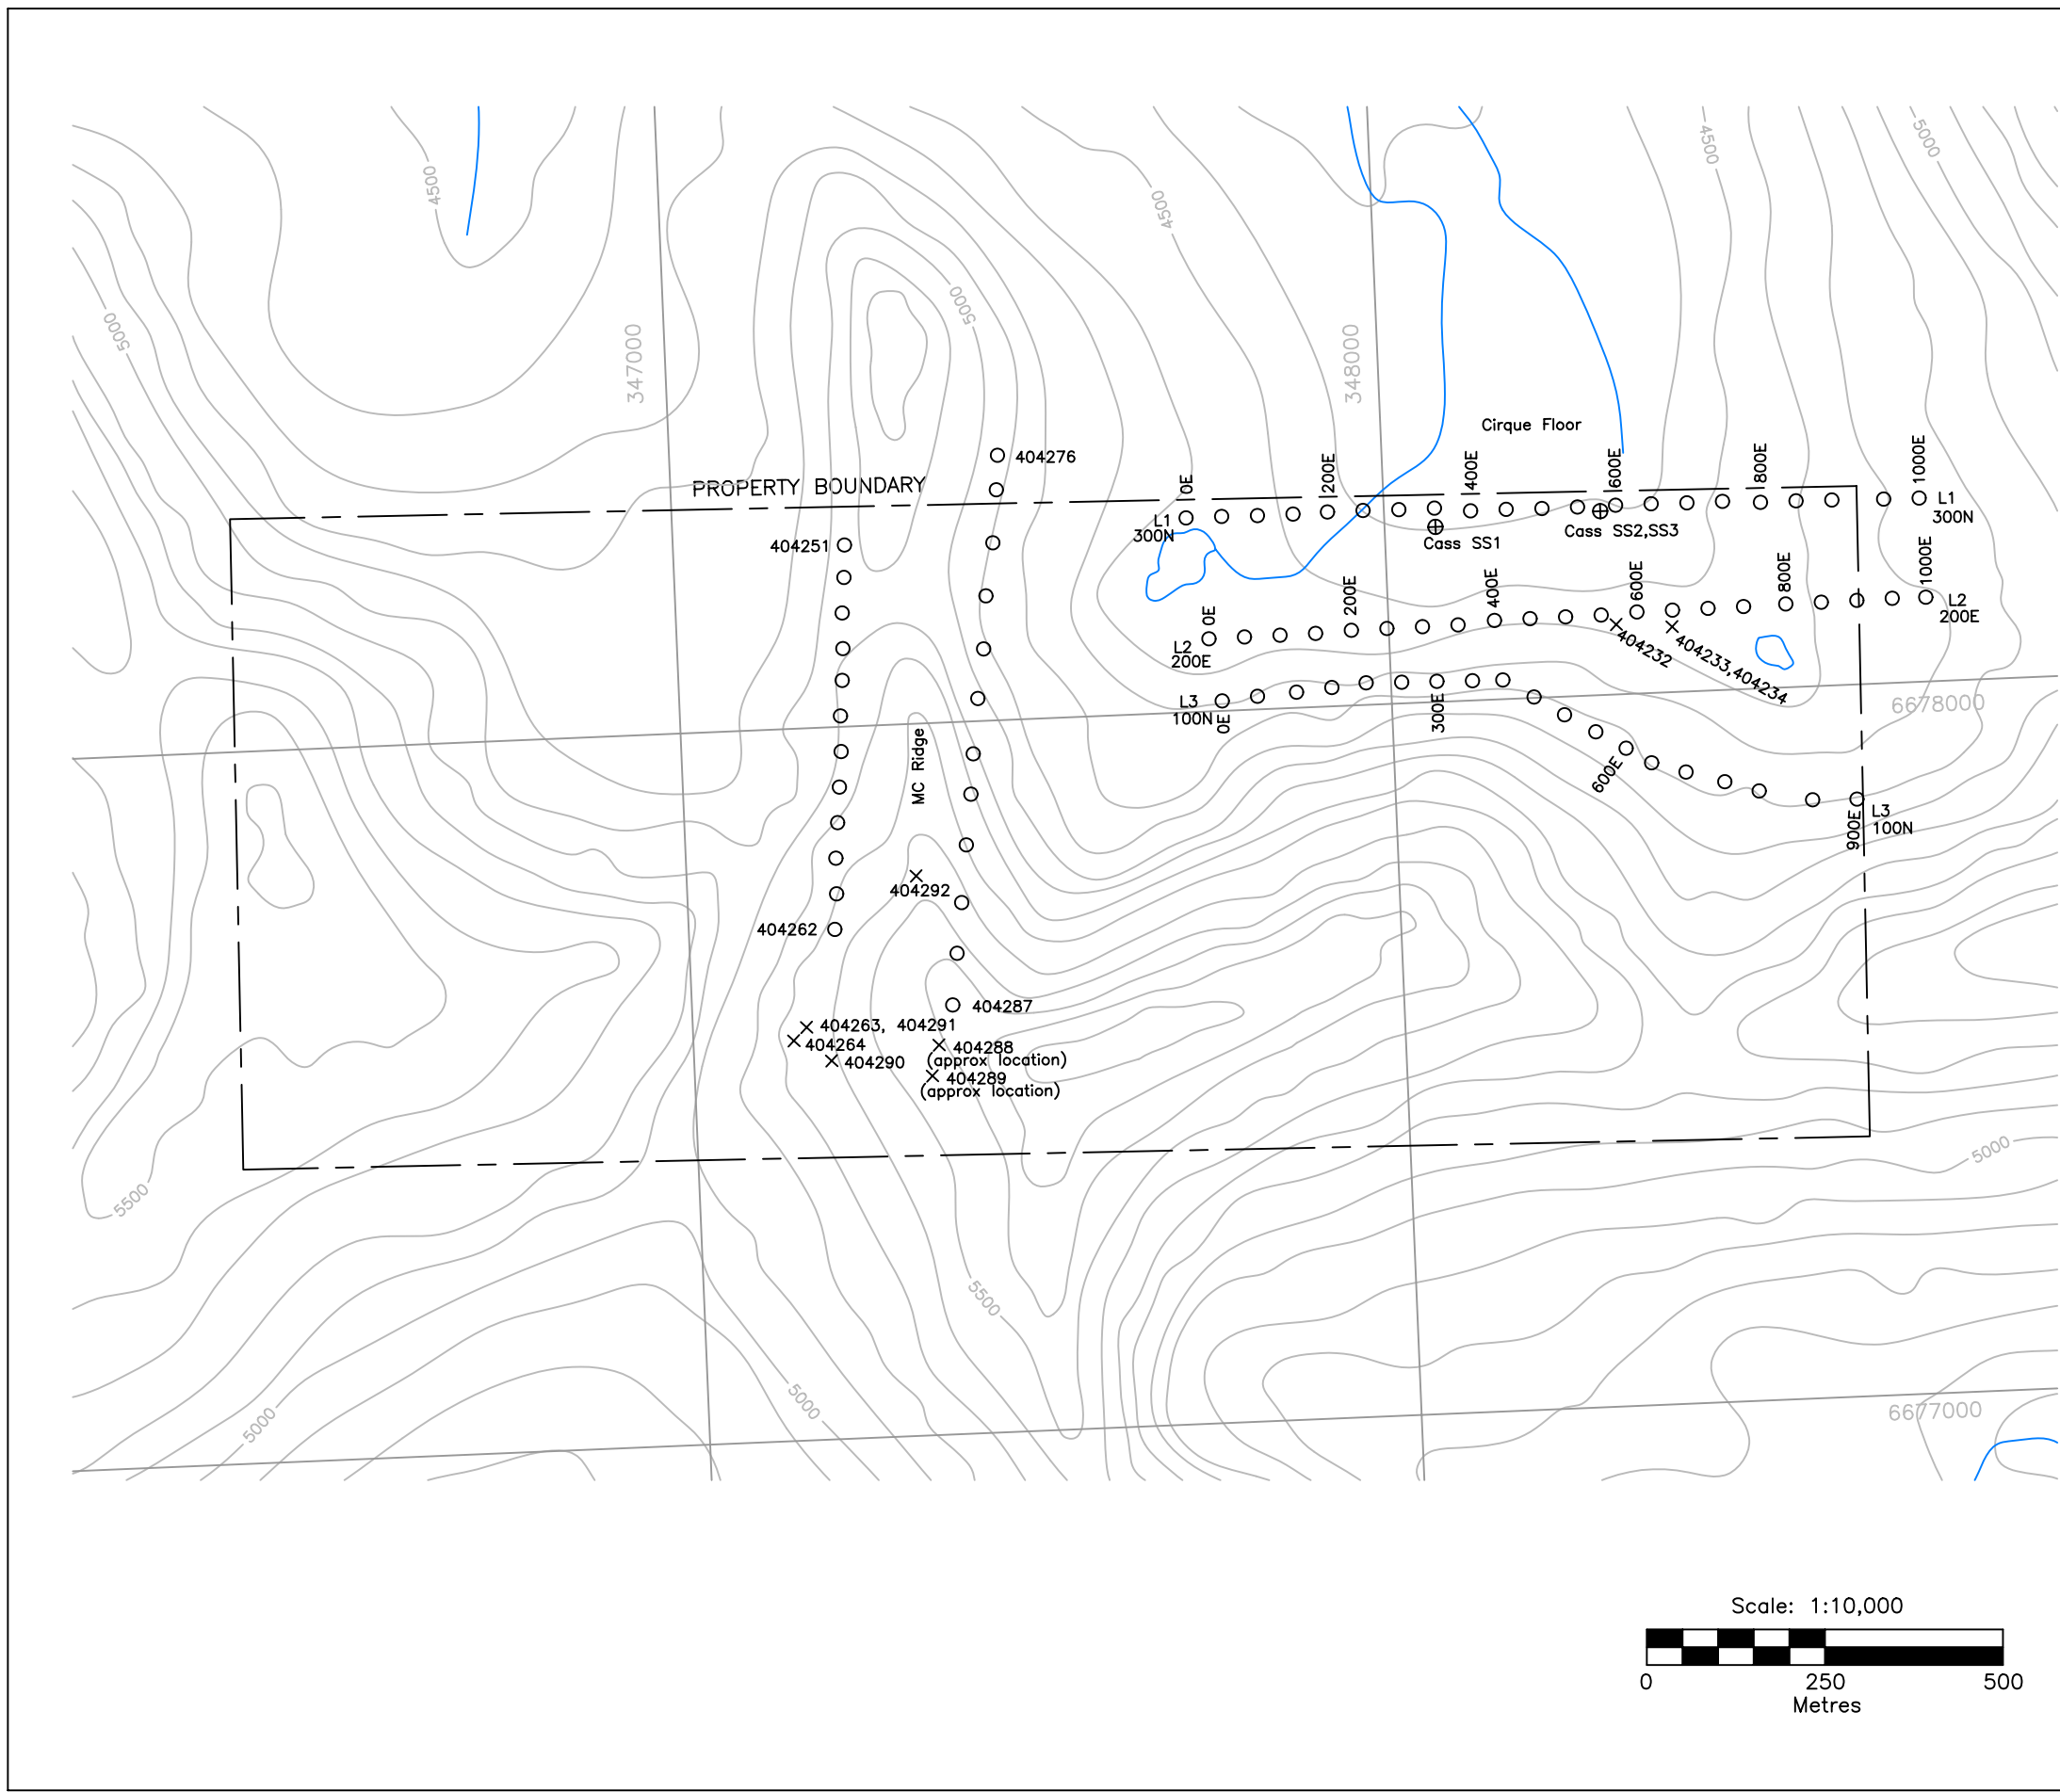 4500
4500
4500
5000
5000
5000
347000
348000
Cirque Floor
404276
PROPERTY BOUNDARY
0E
200E
400E
600E
800E
1000E
L1
300N
L1
300N
Cass SS1
Cass SS2,SS3
404251
0E
200E
400E
600E
800E
1000E
L2
200E
L2
200E
404232
404233,404234
6678000
L3
100N
0E
300E
600E
900E
L3
100N
MC Ridge
404292
404262
404287
404263, 404291
404264
404290
404288
(approx location)
404289
(approx location)
5500
5000
5500
5000
5000
6677000
Scale: 1:10,000
0 250 500
Metres